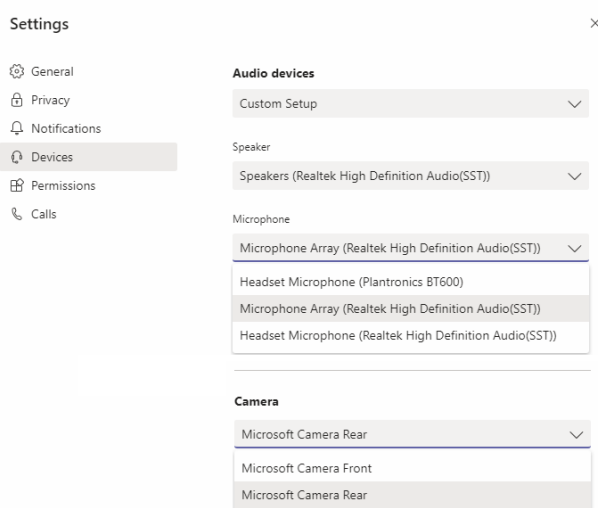 Settings
General
Privacy
Notifications
Devices
Permissions
Calls
Audio devices
Custom Setup
Speaker
Speakers (Realtek High Definition Audio(SST))
Microphone
Microphone Array (Realtek High Definition Audio(SST))
Headset Microphone (Plantronics BT600)
Microphone Array (Realtek High Definition Audio(SST))
Headset Microphone (Realtek High Definition Audio(SST))
Camera
Microsoft Camera Rear
Microsoft Camera Front
Microsoft Camera Rear